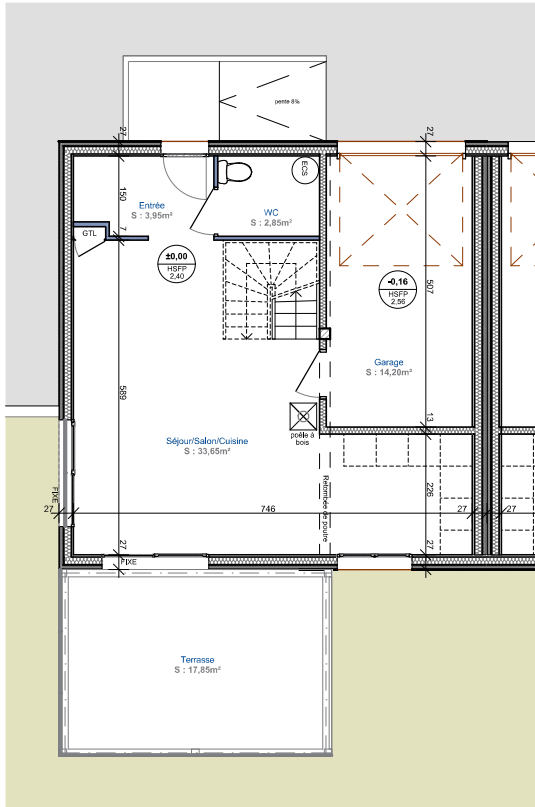 pente 8%
27
27
ECS
150
Entrée
S : 3,95m²
WC
S : 2,85m²
7
GTL
±0,00
HSFP
2,40
-0,16
HSFP
2,56
507
Garage
S : 14,20m²
589
13
poêle à
bois
Séjour/Salon/Cuisine
S : 33,65m²
Retombée de poutre
226
FIXE
27
746
27
27
27
27
FIXE
Terrasse
S : 17,85m²